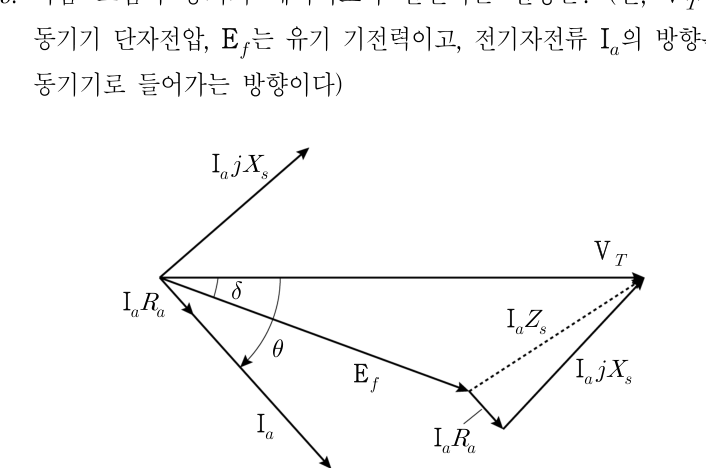 동기기 단자전압, E_f는 유기 기전력이고, 전기자전류 I_a의 방향
동기기로 들어가는 방향이다)
I_a jX_s
V_T
I_a R_a
δ
θ
I_a Z_s
E_f
I_a jX_s
I_a
I_a R_a